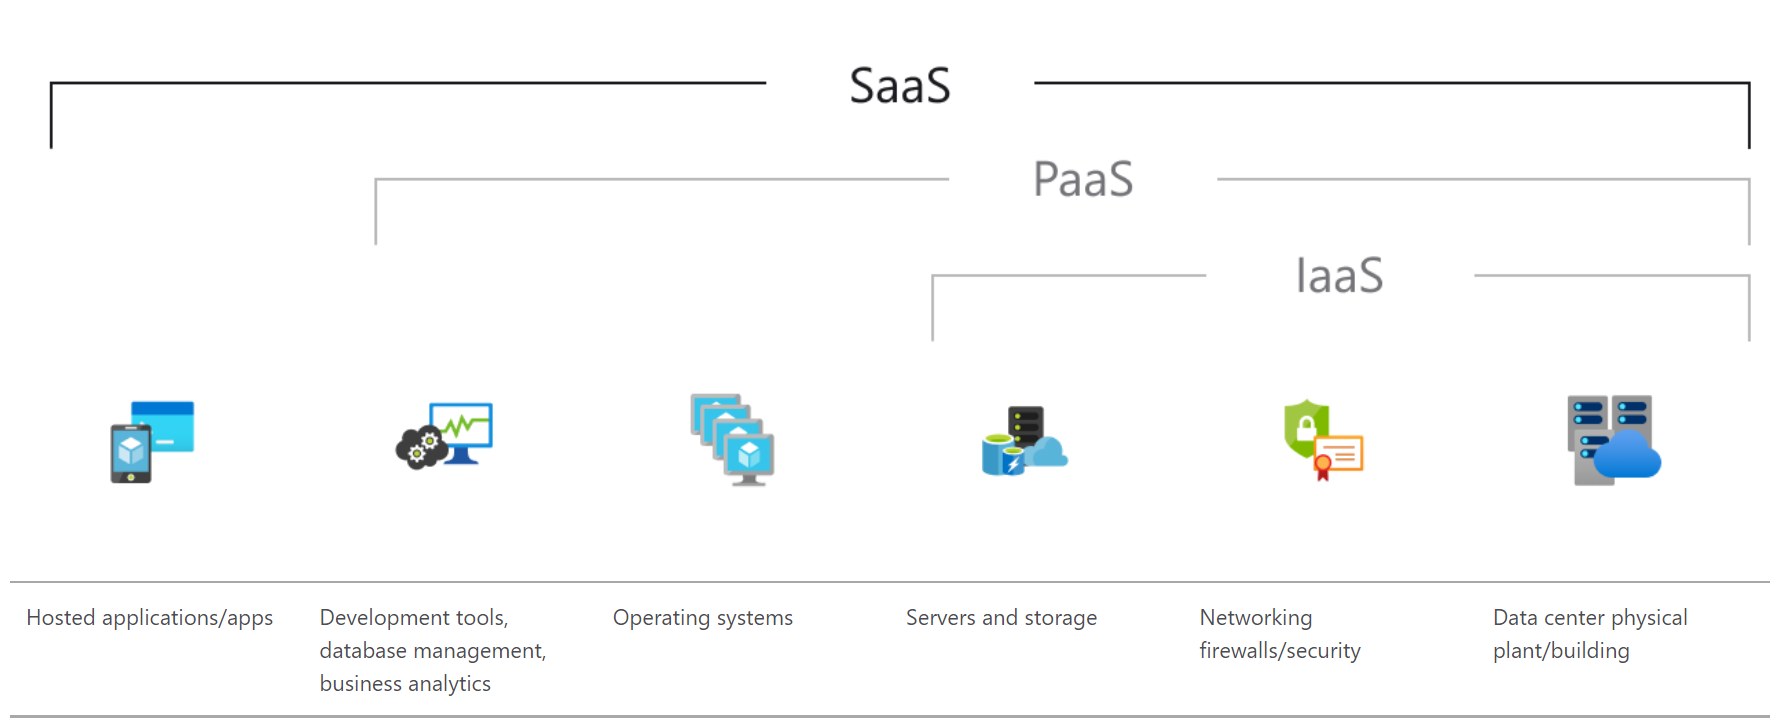 SaaS
PaaS
IaaS
Hosted applications/apps
Development tools,
database management,
business analytics
Operating systems
Servers and storage
Networking
firewalls/security
Data center physical
plant/building